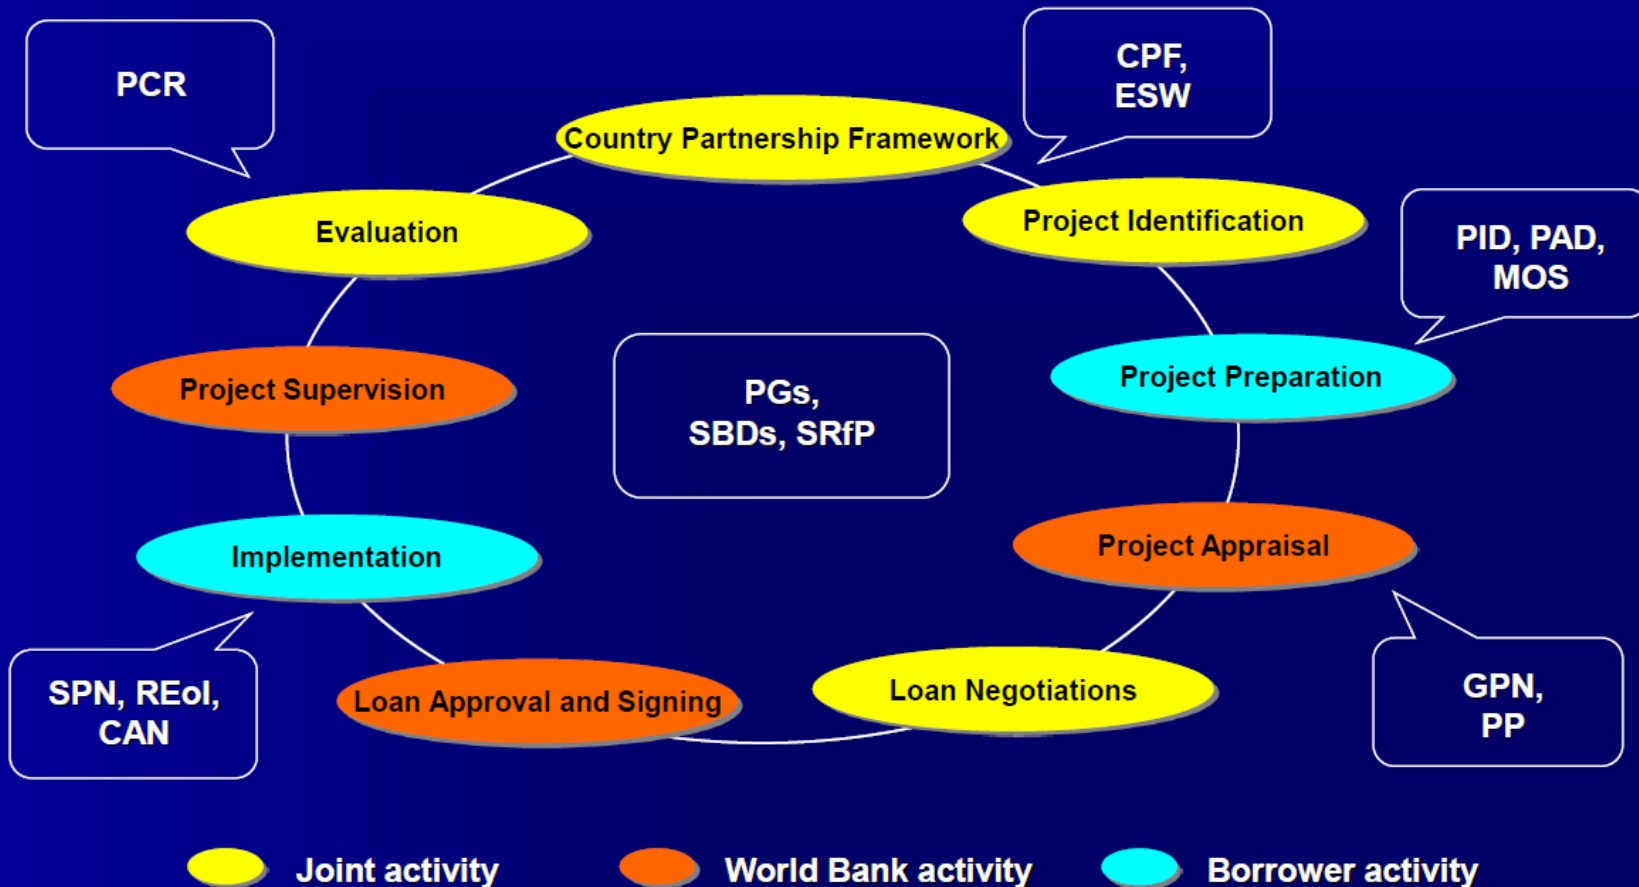 PCR
CPF,
ESW
Country Partnership Framework
Evaluation
Project Identification
PID, PAD,
MOS
Project Supervision
PGs,
SBDs, SRfP
Project Preparation
Implementation
Project Appraisal
SPN, REoI,
CAN
Loan Approval and Signing
Loan Negotiations
GPN,
PP
Joint activity
World Bank activity
Borrower activity